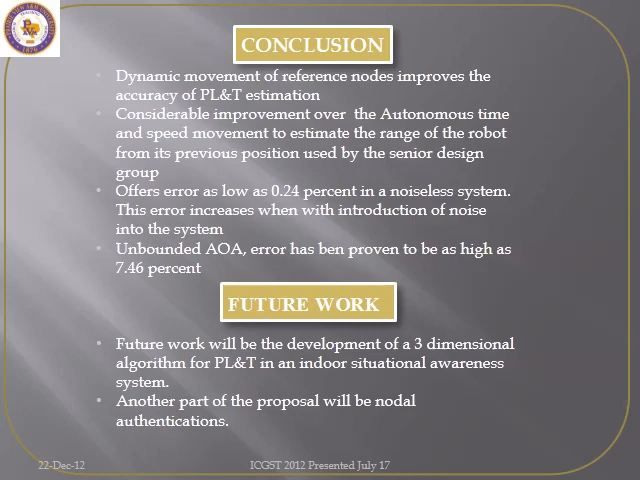 CONCLUSION
Dynamic movement of reference nodes improves the
accuracy of PL&T estimation
Considerable improvement over the Autonomous time
and speed movement to estimate the range of the robot
from its previous position used by the senior design
group
Offers error as low as 0.24 percent in a noiseless system.
This error increases when with introduction of noise
into the system
Unbounded AOA, error has ben proven to be as high as
7.46 percent
FUTURE WORK
Future work will be the development of a 3 dimensional
algorithm for PL&T in an indoor situational awareness
system.
Another part of the proposal will be nodal
authentications.
22-Dec-12
ICGST 2012 Presented July 17